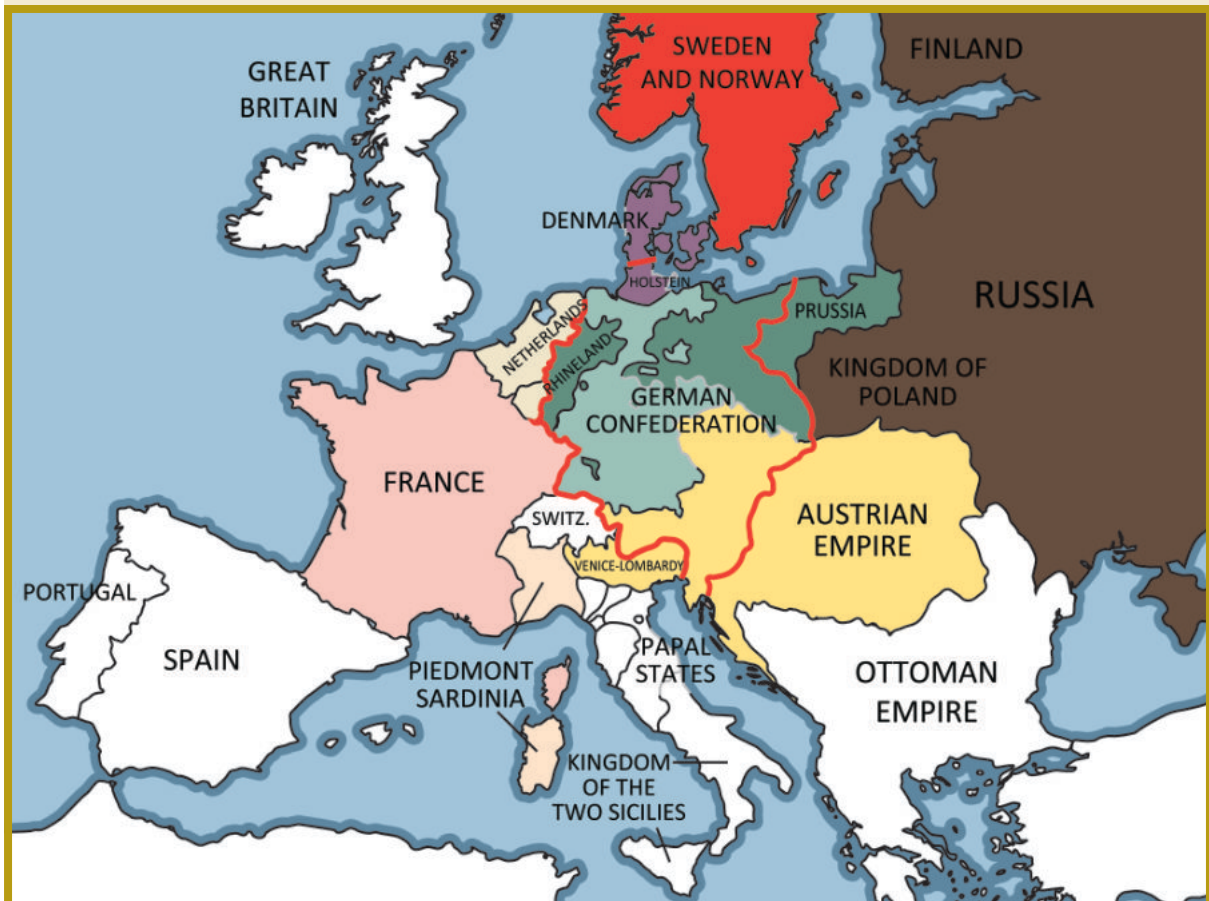 SWEDEN
AND NORWAY
FINLAND
GREAT
BRITAIN
DENMARK
HOLSTEIN
RUSSIA
PRUSSIA
NETHERLANDS
RHINELAND
KINGDOM OF
POLAND
GERMAN
CONFEDERATION
FRANCE
SWITZ.
AUSTRIAN
EMPIRE
VENICE-LOMBARDY
PORTUGAL
SPAIN
PIEDMONT
SARDINIA
PAPAL
STATES
OTTOMAN
EMPIRE
KINGDOM
OF THE
TWO SICILIES